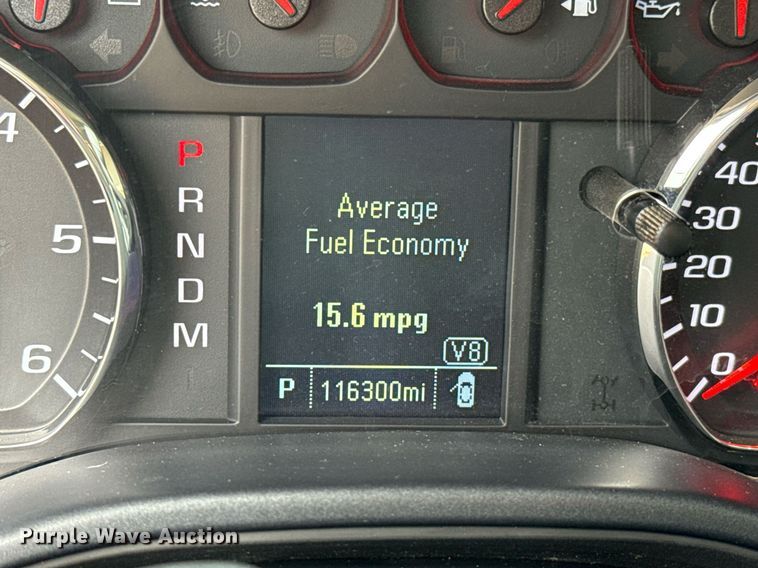 4
5
6
P
R
N
D
M
Average
Fuel Economy
15.6 mpg
V8
P 116300mi
40
30
20
10
0
Purple Wave Auction